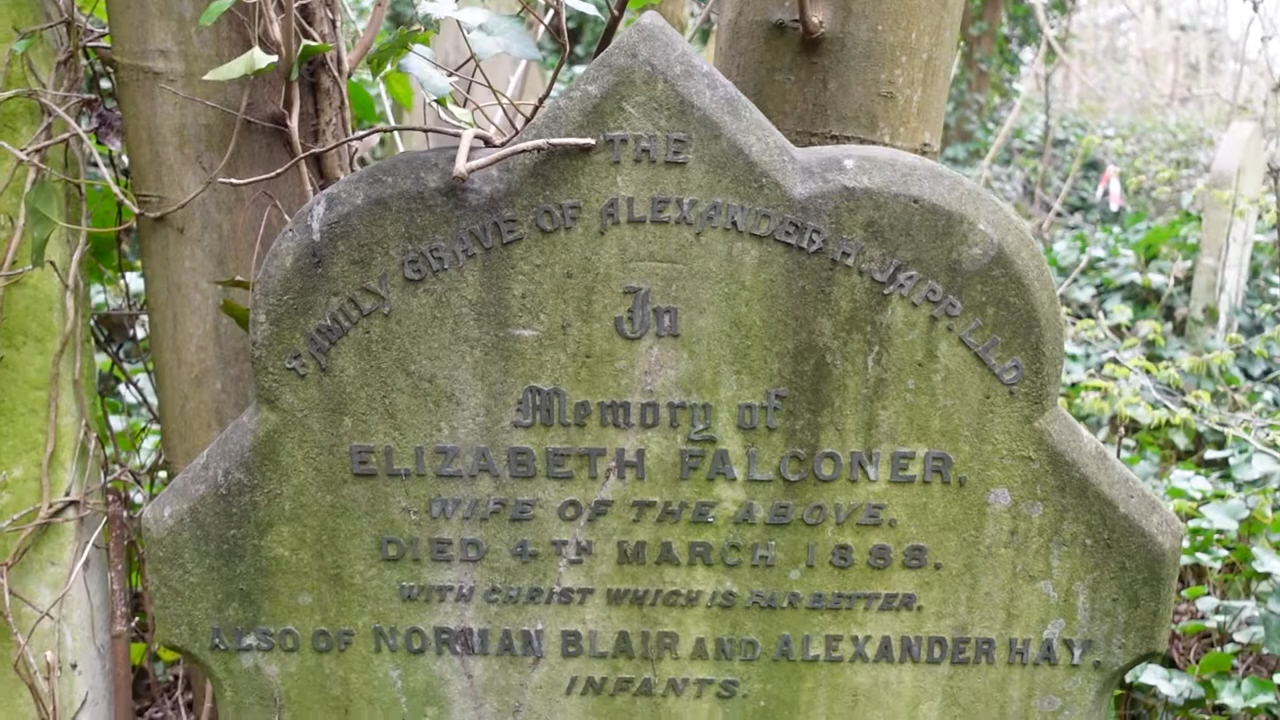 THE
FAMILY GRAVE OF ALEXANDER H. JAPP. L.L.D.
In
Memory of
ELIZABETH FALCONER,
WIFE OF THE ABOVE.
DIED 4TH MARCH 1888.
WITH CHRIST WHICH IS FAR BETTER.
ALSO OF NORMAN BLAIR AND ALEXANDER HAY.
INFANTS.